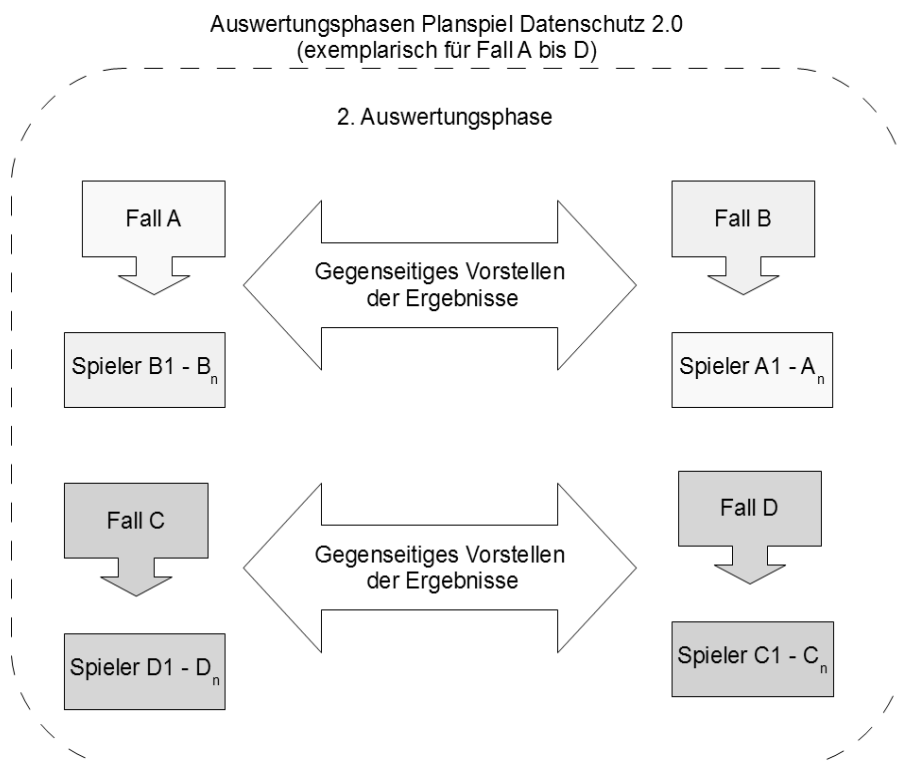 Auswertungsphasen Planspiel Datenschutz 2.0
(exemplarisch für Fall A bis D)
2. Auswertungsphase
Fall A
Fall B
Gegenseitiges Vorstellen
der Ergebnisse
Spieler B1 - Bn
Spieler A1 - An
Fall C
Fall D
Gegenseitiges Vorstellen
der Ergebnisse
Spieler D1 - Dn
Spieler C1 - Cn